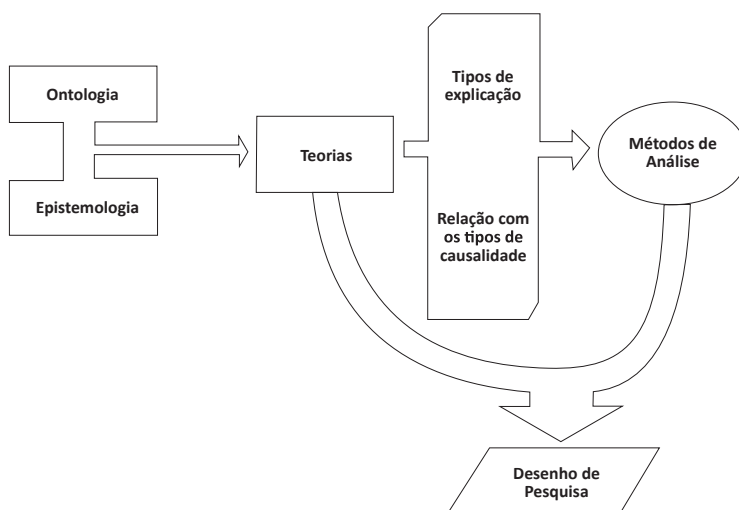 Ontologia
Epistemologia
Teorias
Tipos de
explicação
Relação com
os tipos de
causalidade
Métodos de
Análise
Desenho de
Pesquisa